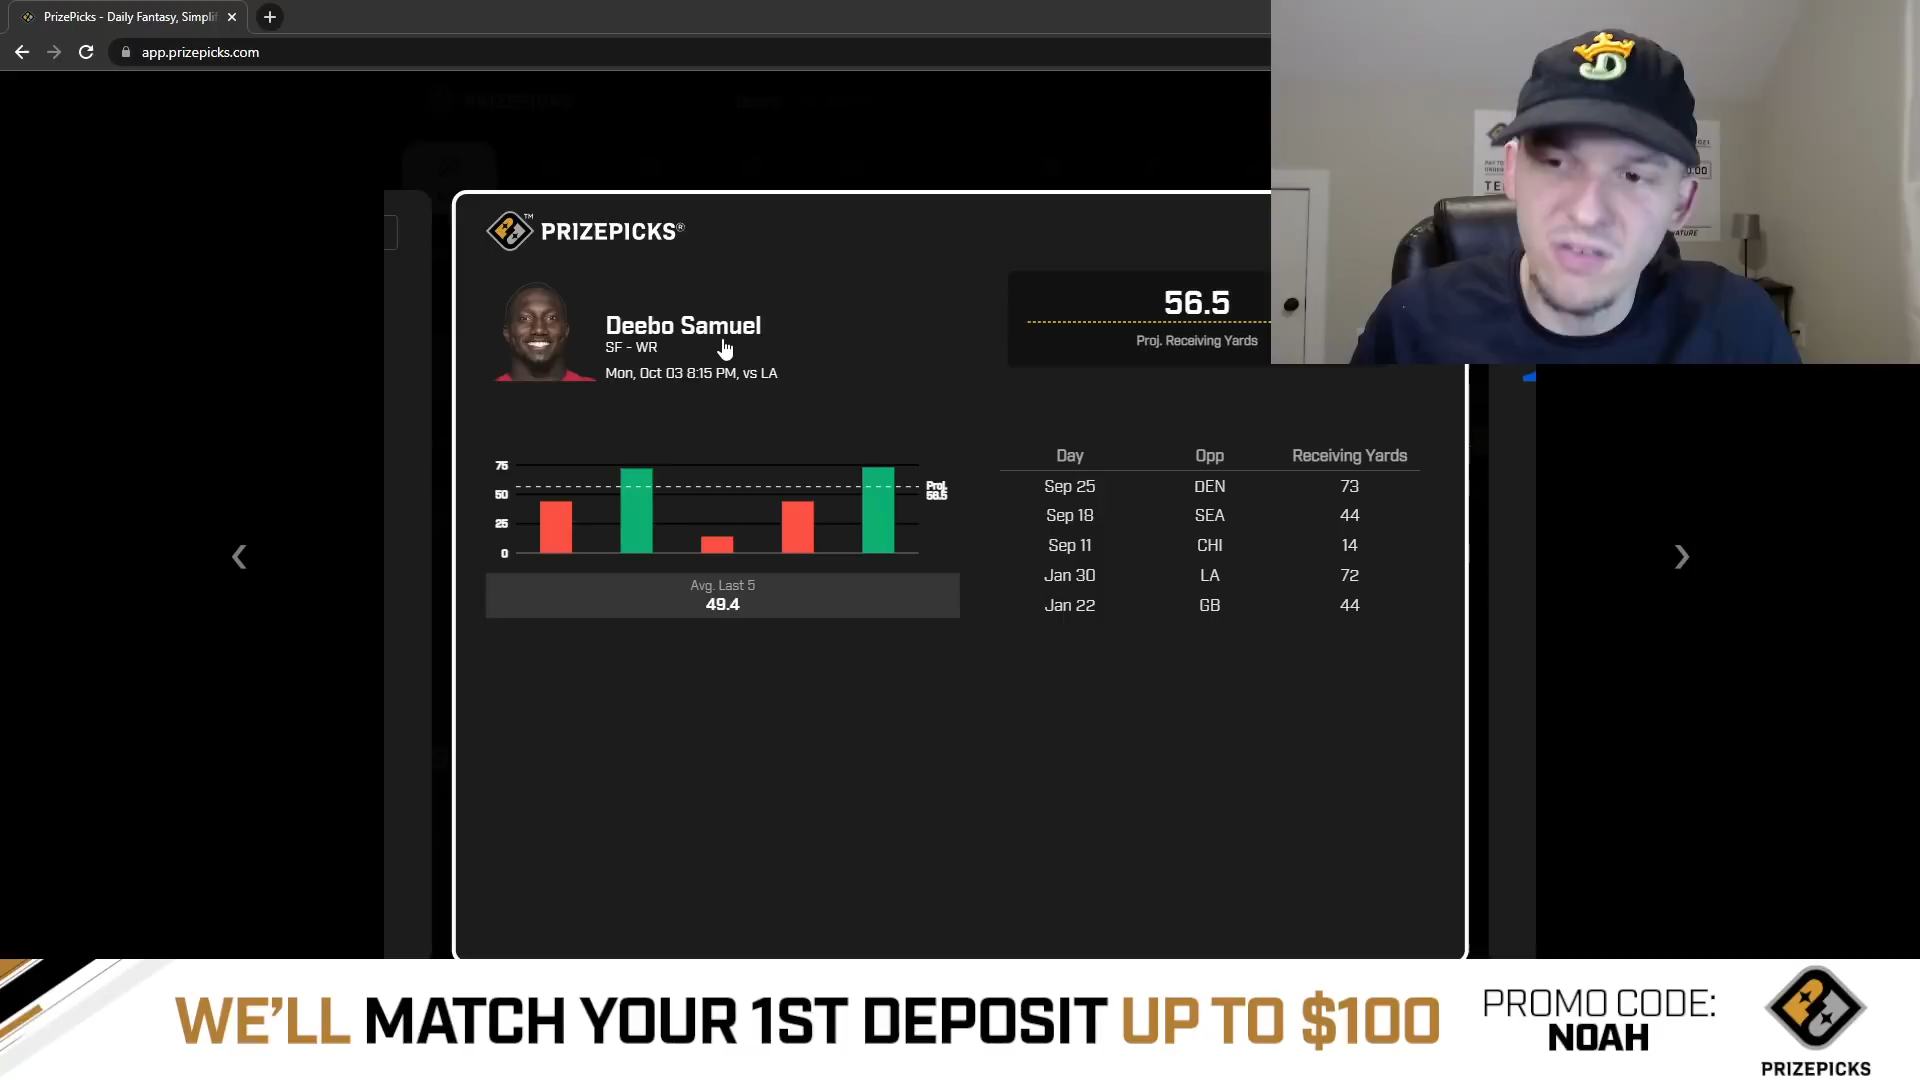 PrizePicks - Daily Fantasy, Simplif
app.prizepicks.com
PRIZEPICKS®
Deebo Samuel
SF - WR
Mon, Oct 03 8:15 PM, vs LA
56.5
Proj. Receiving Yards
75
50
25
0
Proj.
56.5
Avg. Last 5
49.4
Day Opp Receiving Yards
Sep 25 DEN 73
Sep 18 SEA 44
Sep 11 CHI 14
Jan 30 LA 72
Jan 22 GB 44
WE'LL MATCH YOUR 1ST DEPOSIT UP TO $100
PROMO CODE:
NOAH
PRIZEPICKS